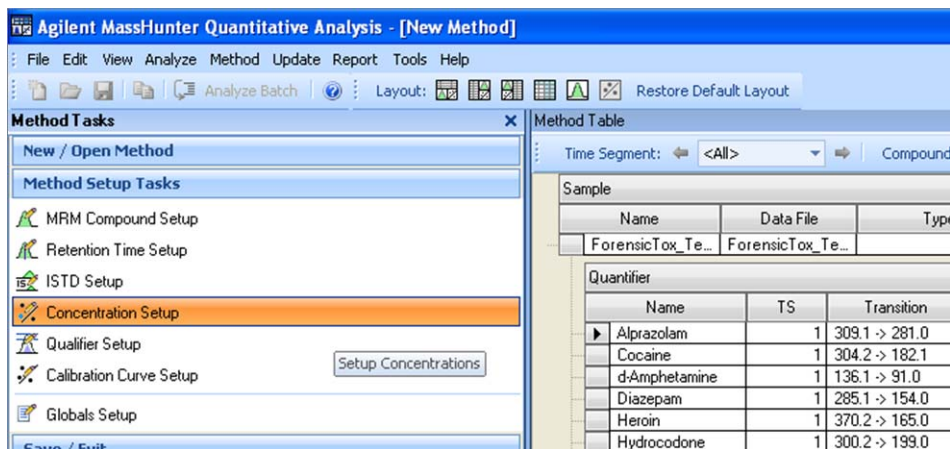 Agilent MassHunter Quantitative Analysis - [New Method]
File Edit View Analyze Method Update Report Tools Help
Analyze Batch Layout: Restore Default Layout
Method Tasks
New / Open Method
Method Setup Tasks
MRM Compound Setup
Retention Time Setup
ISTD Setup
Concentration Setup
Qualifier Setup
Setup Concentrations
Calibration Curve Setup
Globals Setup
Save / Exit
Method Table
Time Segment: <All> Compound
Sample
Name Data File Type
ForensicTox_Te... ForensicTox_Te...
Quantifier
Name TS Transition
Alprazolam 1 309.1 -> 281.0
Cocaine 1 304.2 -> 182.1
d-Amphetamine 1 136.1 -> 91.0
Diazepam 1 285.1 -> 154.0
Heroin 1 370.2 -> 165.0
Hydrocodone 1 300.2 -> 199.0